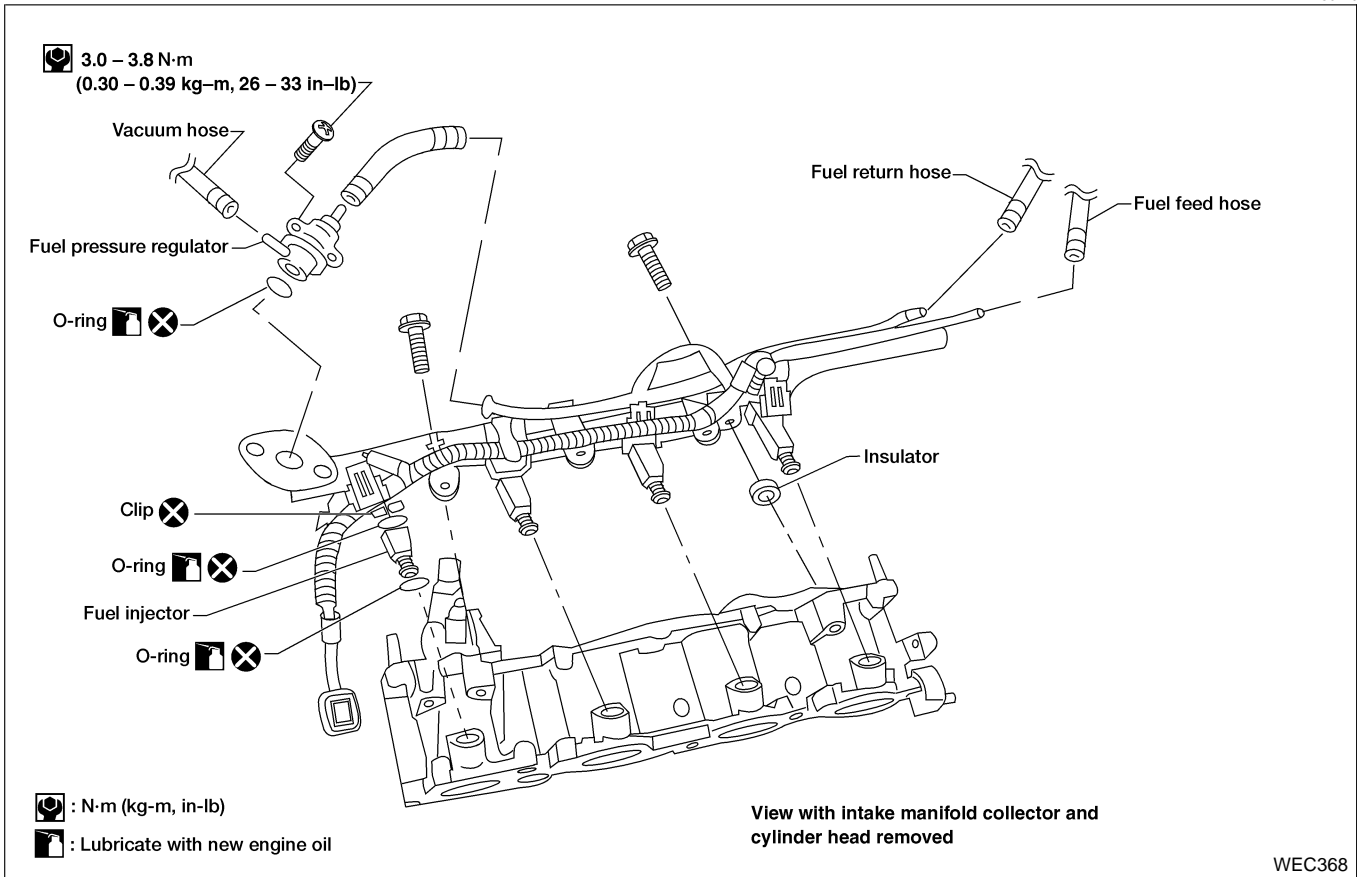 3.0 – 3.8 N·m
(0.30 – 0.39 kg–m, 26 – 33 in–lb)
Vacuum hose
Fuel return hose
Fuel feed hose
Fuel pressure regulator
O-ring
Insulator
Clip
O-ring
Fuel injector
O-ring
: N·m (kg-m, in-lb)
: Lubricate with new engine oil
View with intake manifold collector and
cylinder head removed
WEC368